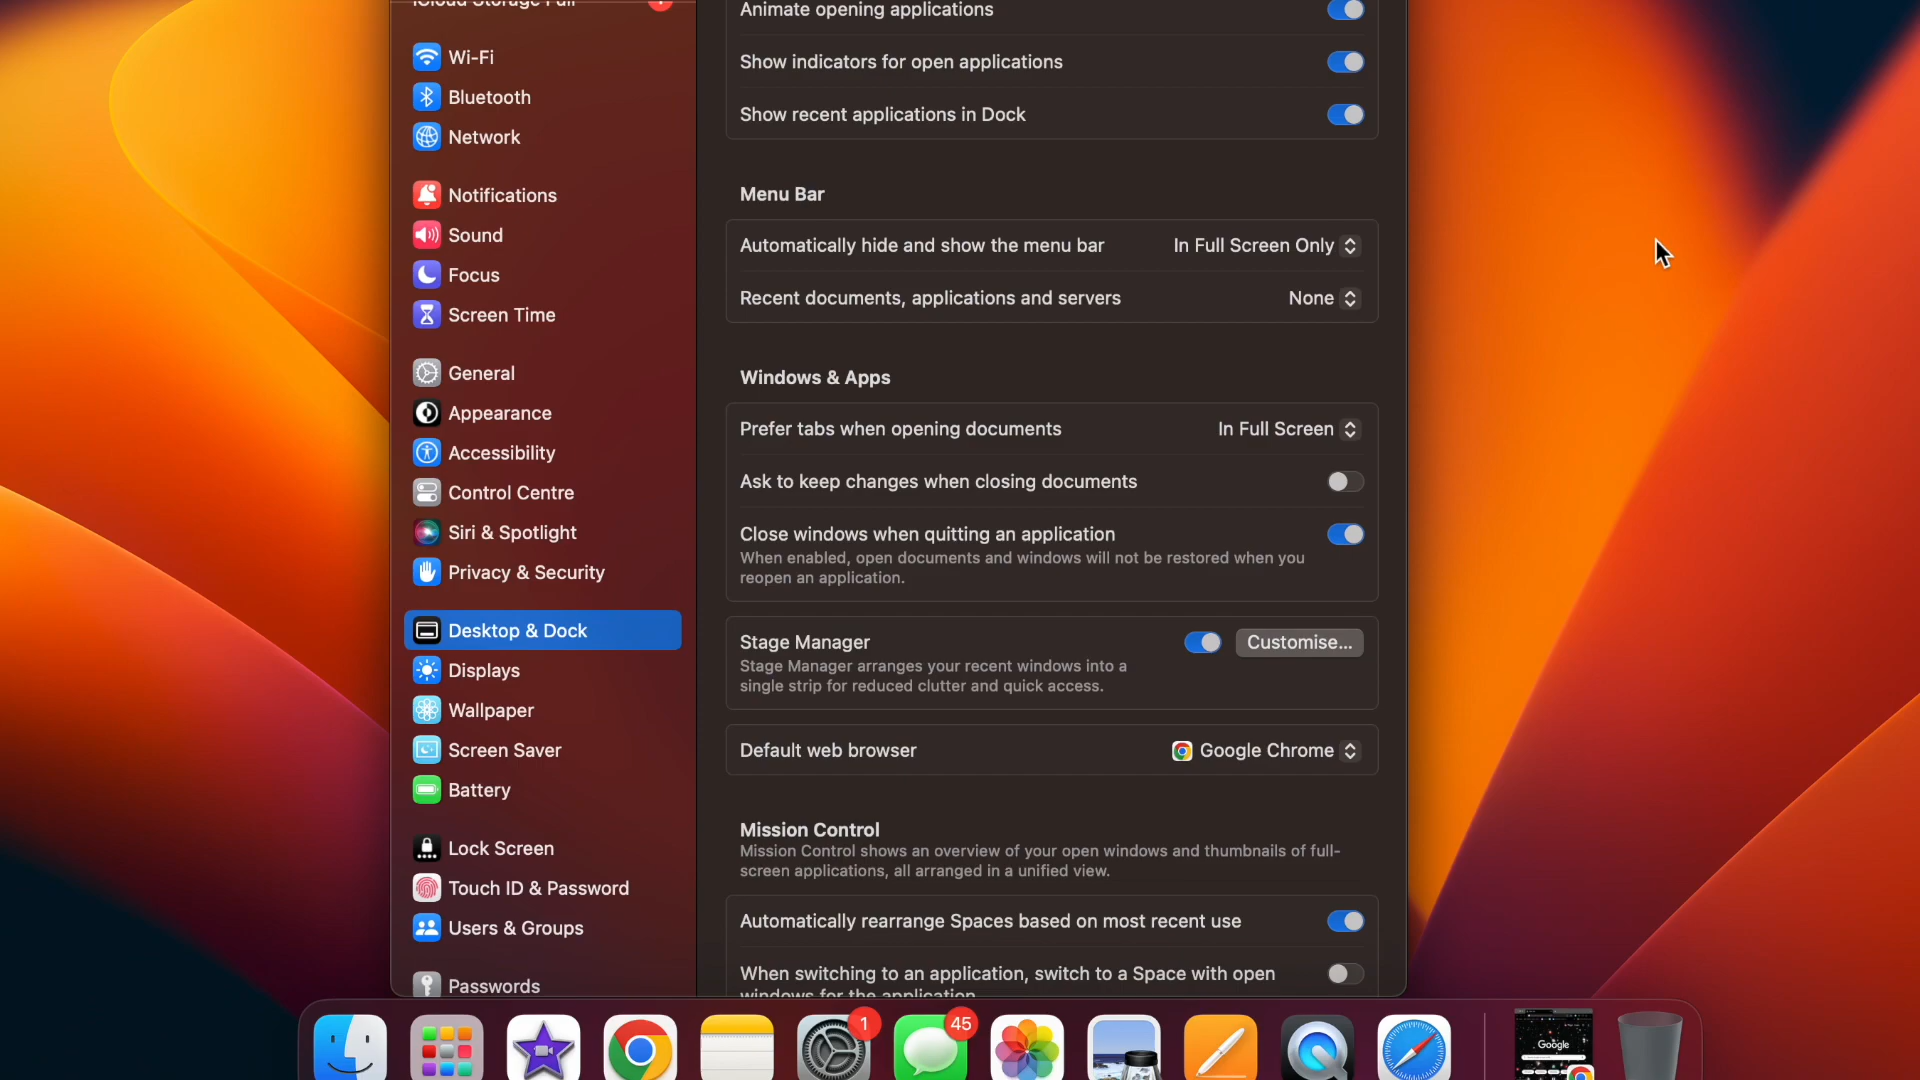 iCloud Storage Full
Wi-Fi
Bluetooth
Network
Notifications
Sound
Focus
Screen Time
General
Appearance
Accessibility
Control Centre
Siri & Spotlight
Privacy & Security
Desktop & Dock
Displays
Wallpaper
Screen Saver
Battery
Lock Screen
Touch ID & Password
Users & Groups
Passwords
Animate opening applications
Show indicators for open applications
Show recent applications in Dock
Menu Bar
Automatically hide and show the menu bar In Full Screen Only
Recent documents, applications and servers None
Windows & Apps
Prefer tabs when opening documents In Full Screen
Ask to keep changes when closing documents
Close windows when quitting an application
When enabled, open documents and windows will not be restored when you
reopen an application.
Stage Manager Customise...
Stage Manager arranges your recent windows into a
single strip for reduced clutter and quick access.
Default web browser Google Chrome
Mission Control
Mission Control shows an overview of your open windows and thumbnails of full-
screen applications, all arranged in a unified view.
Automatically rearrange Spaces based on most recent use
When switching to an application, switch to a Space with open
windows for the application
1
45
Google